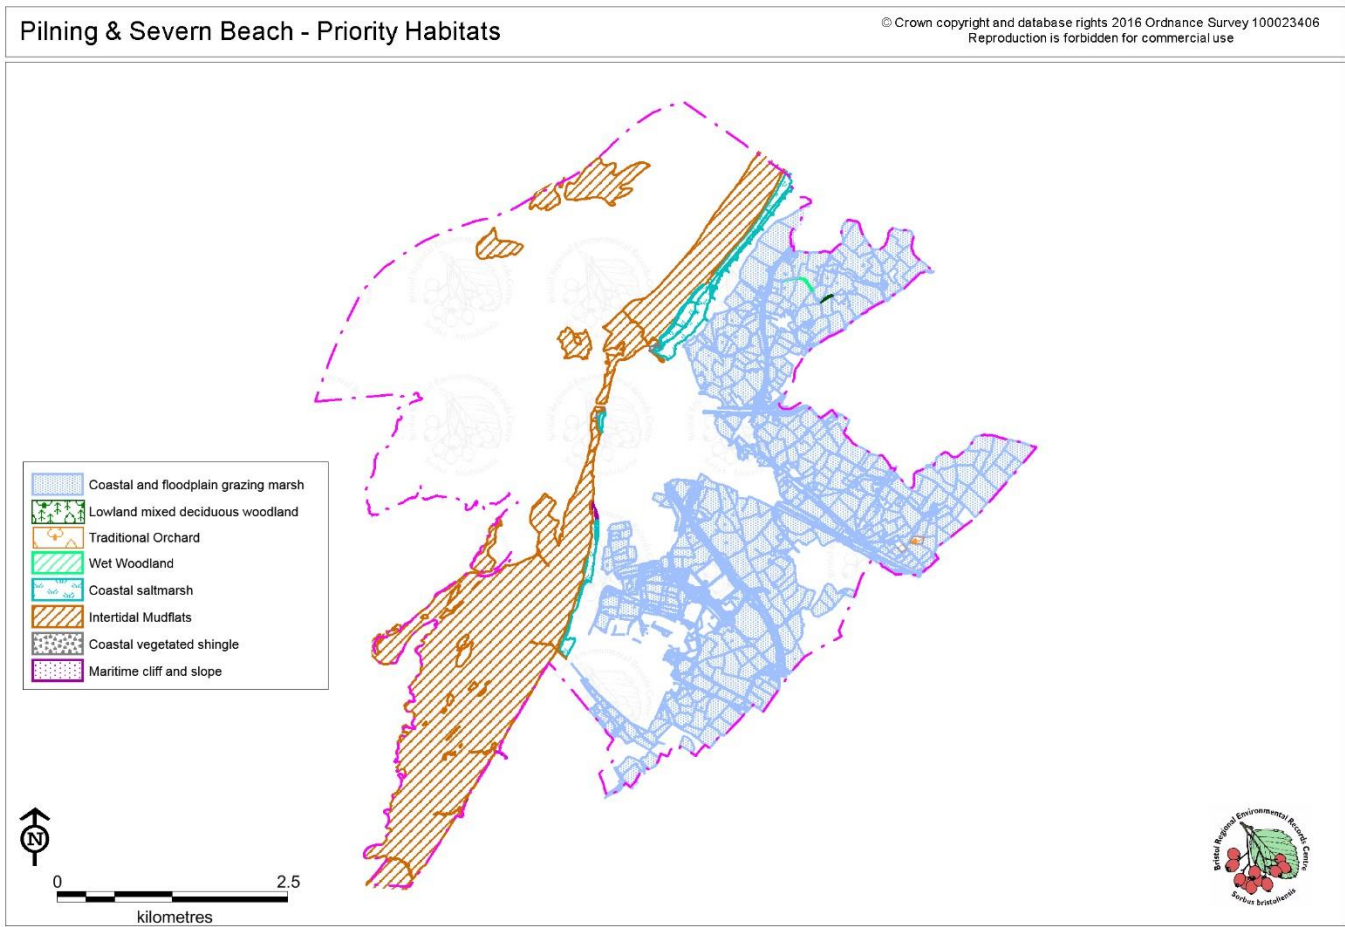 Pilning & Severn Beach - Priority Habitats
© Crown copyright and database rights 2016 Ordnance Survey 100023406
Reproduction is forbidden for commercial use
Coastal and floodplain grazing marsh
Lowland mixed deciduous woodland
Traditional Orchard
Wet Woodland
Coastal saltmarsh
Intertidal Mudflats
Coastal vegetated shingle
Maritime cliff and slope
N
0 2.5
kilometres
Bristol Regional Environmental Records Centre
Sorbus bristoliensis